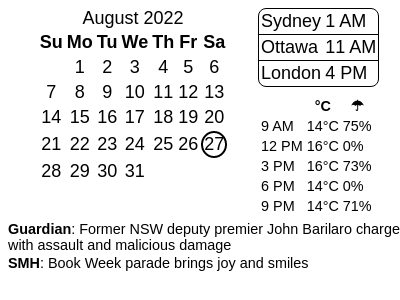 August 2022
Su Mo Tu We Th Fr Sa
1 2 3 4 5 6
7 8 9 10 11 12 13
14 15 16 17 18 19 20
21 22 23 24 25 26 27
28 29 30 31
Sydney 1 AM
Ottawa 11 AM
London 4 PM
°C ☂
9 AM 14°C 75%
12 PM 16°C 0%
3 PM 16°C 73%
6 PM 14°C 0%
9 PM 14°C 71%
Guardian: Former NSW deputy premier John Barilaro charge
with assault and malicious damage
SMH: Book Week parade brings joy and smiles